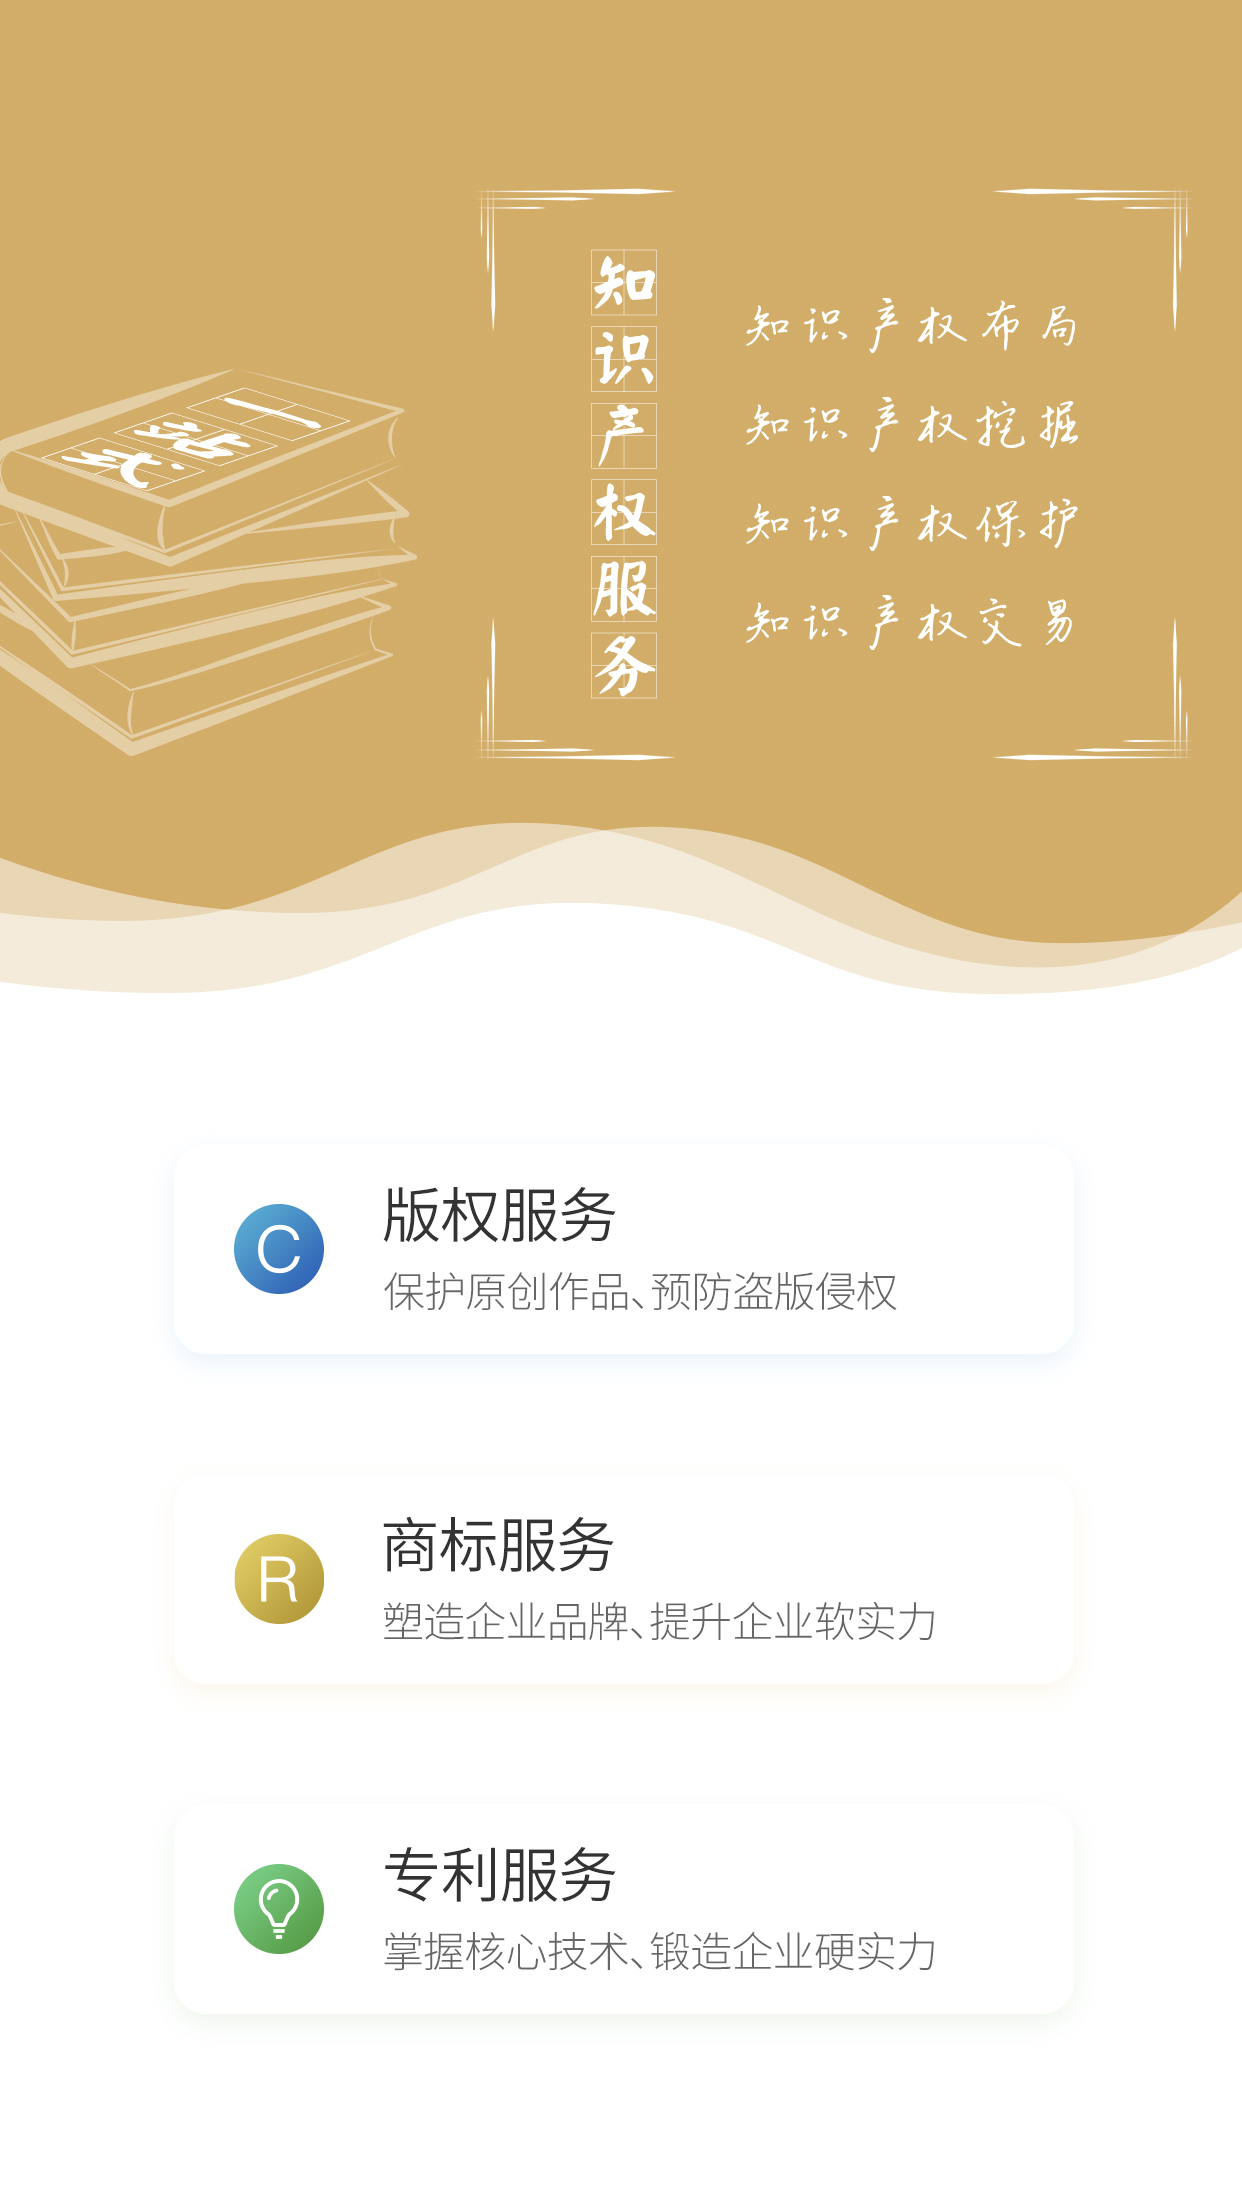 一站式
知识产权服务
知识产权布局
知识产权挖掘
知识产权保护
知识产权交易
C
版权服务
保护原创作品、预防盗版侵权
R
商标服务
塑造企业品牌、提升企业软实力
专利服务
掌握核心技术、锻造企业硬实力